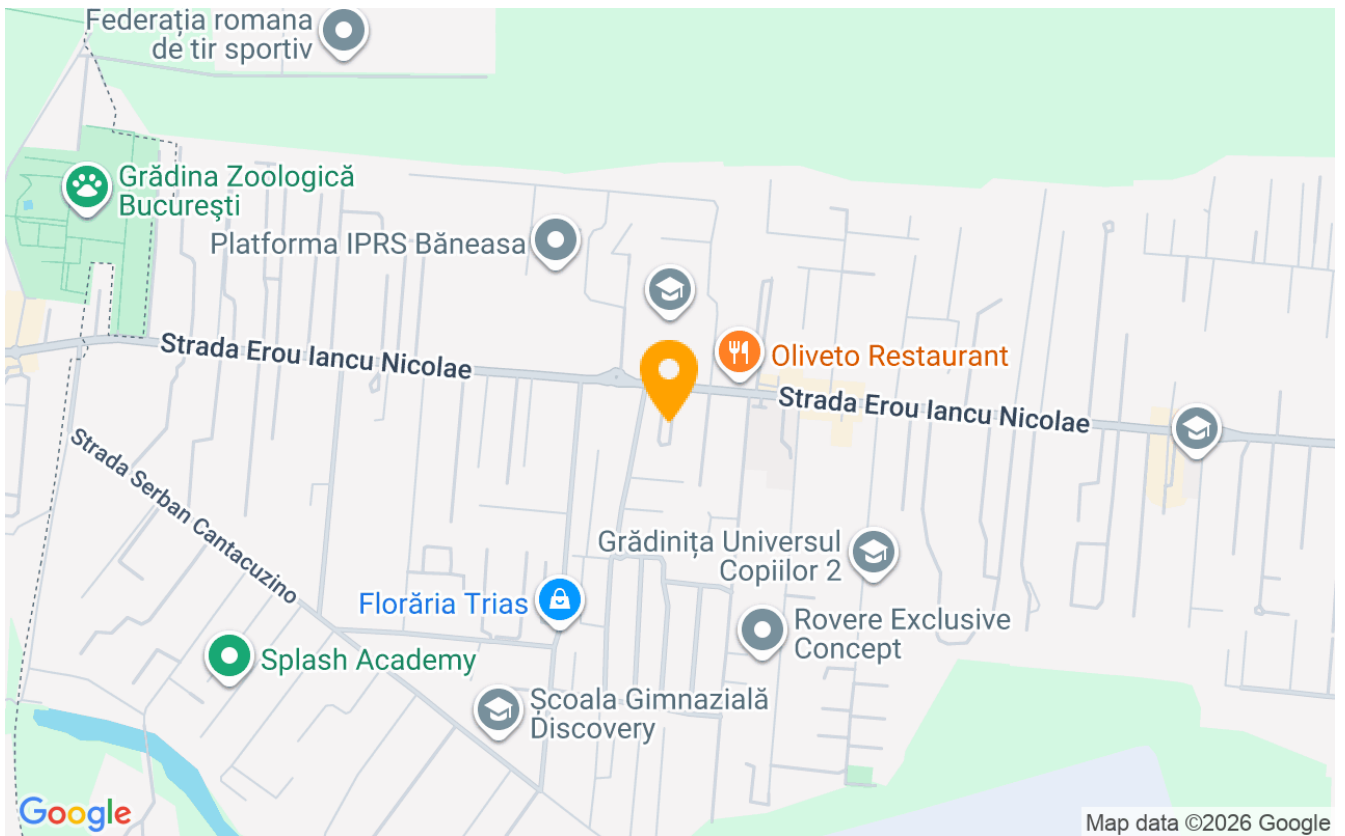 Federația romana
de tir sportiv
Grădina Zoologică
Bucureşti
Platforma IPRS Băneasa
Strada Erou Iancu Nicolae
Oliveto Restaurant
Strada Erou Iancu Nicolae
Strada Serban Cantacuzino
Grădinița Universul
Copiilor 2
Florăria Trias
Rovere Exclusive
Concept
Splash Academy
Școala Gimnazială
Discovery
Google
Map data ©2026 Google